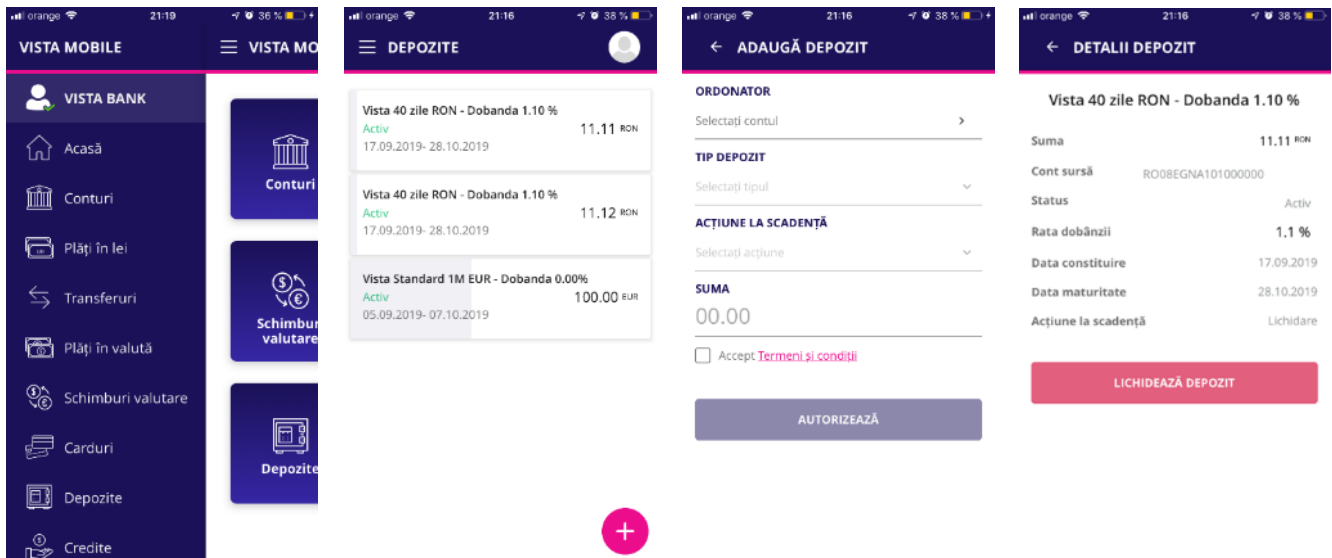 orange 21:19 36 %
VISTA MOBILE
VISTA MO
VISTA BANK
Acasă
Conturi
Plăți în lei
Transferuri
Plăți în valută
Schimburi valutare
Carduri
Depozite
Credite
Conturi
Schimbur
valutare
Depozite
orange 21:16 38 %
DEPOZITE
Vista 40 zile RON - Dobanda 1.10 %
Activ
11.11 RON
17.09.2019- 28.10.2019
Vista 40 zile RON - Dobanda 1.10 %
Activ
11.12 RON
17.09.2019- 28.10.2019
Vista Standard 1M EUR - Dobanda 0.00%
Activ
100.00 EUR
05.09.2019- 07.10.2019
+
orange 21:16 38 %
← ADAUGĂ DEPOZIT
ORDONATOR
Selectați contul >
TIP DEPOZIT
Selectați tipul
ACȚIUNE LA SCADENȚĂ
Selectați acțiune
SUMA
00.00
Accept Termeni și condiții
AUTORIZEAZĂ
orange 21:16 38 %
← DETALII DEPOZIT
Vista 40 zile RON - Dobanda 1.10 %
Suma 11.11 RON
Cont sursă RO08EGNA101000000
Status Activ
Rata dobânzii 1.1 %
Data constituire 17.09.2019
Data maturitate 28.10.2019
Acțiune la scadență Lichidare
LICHIDEAZĂ DEPOZIT